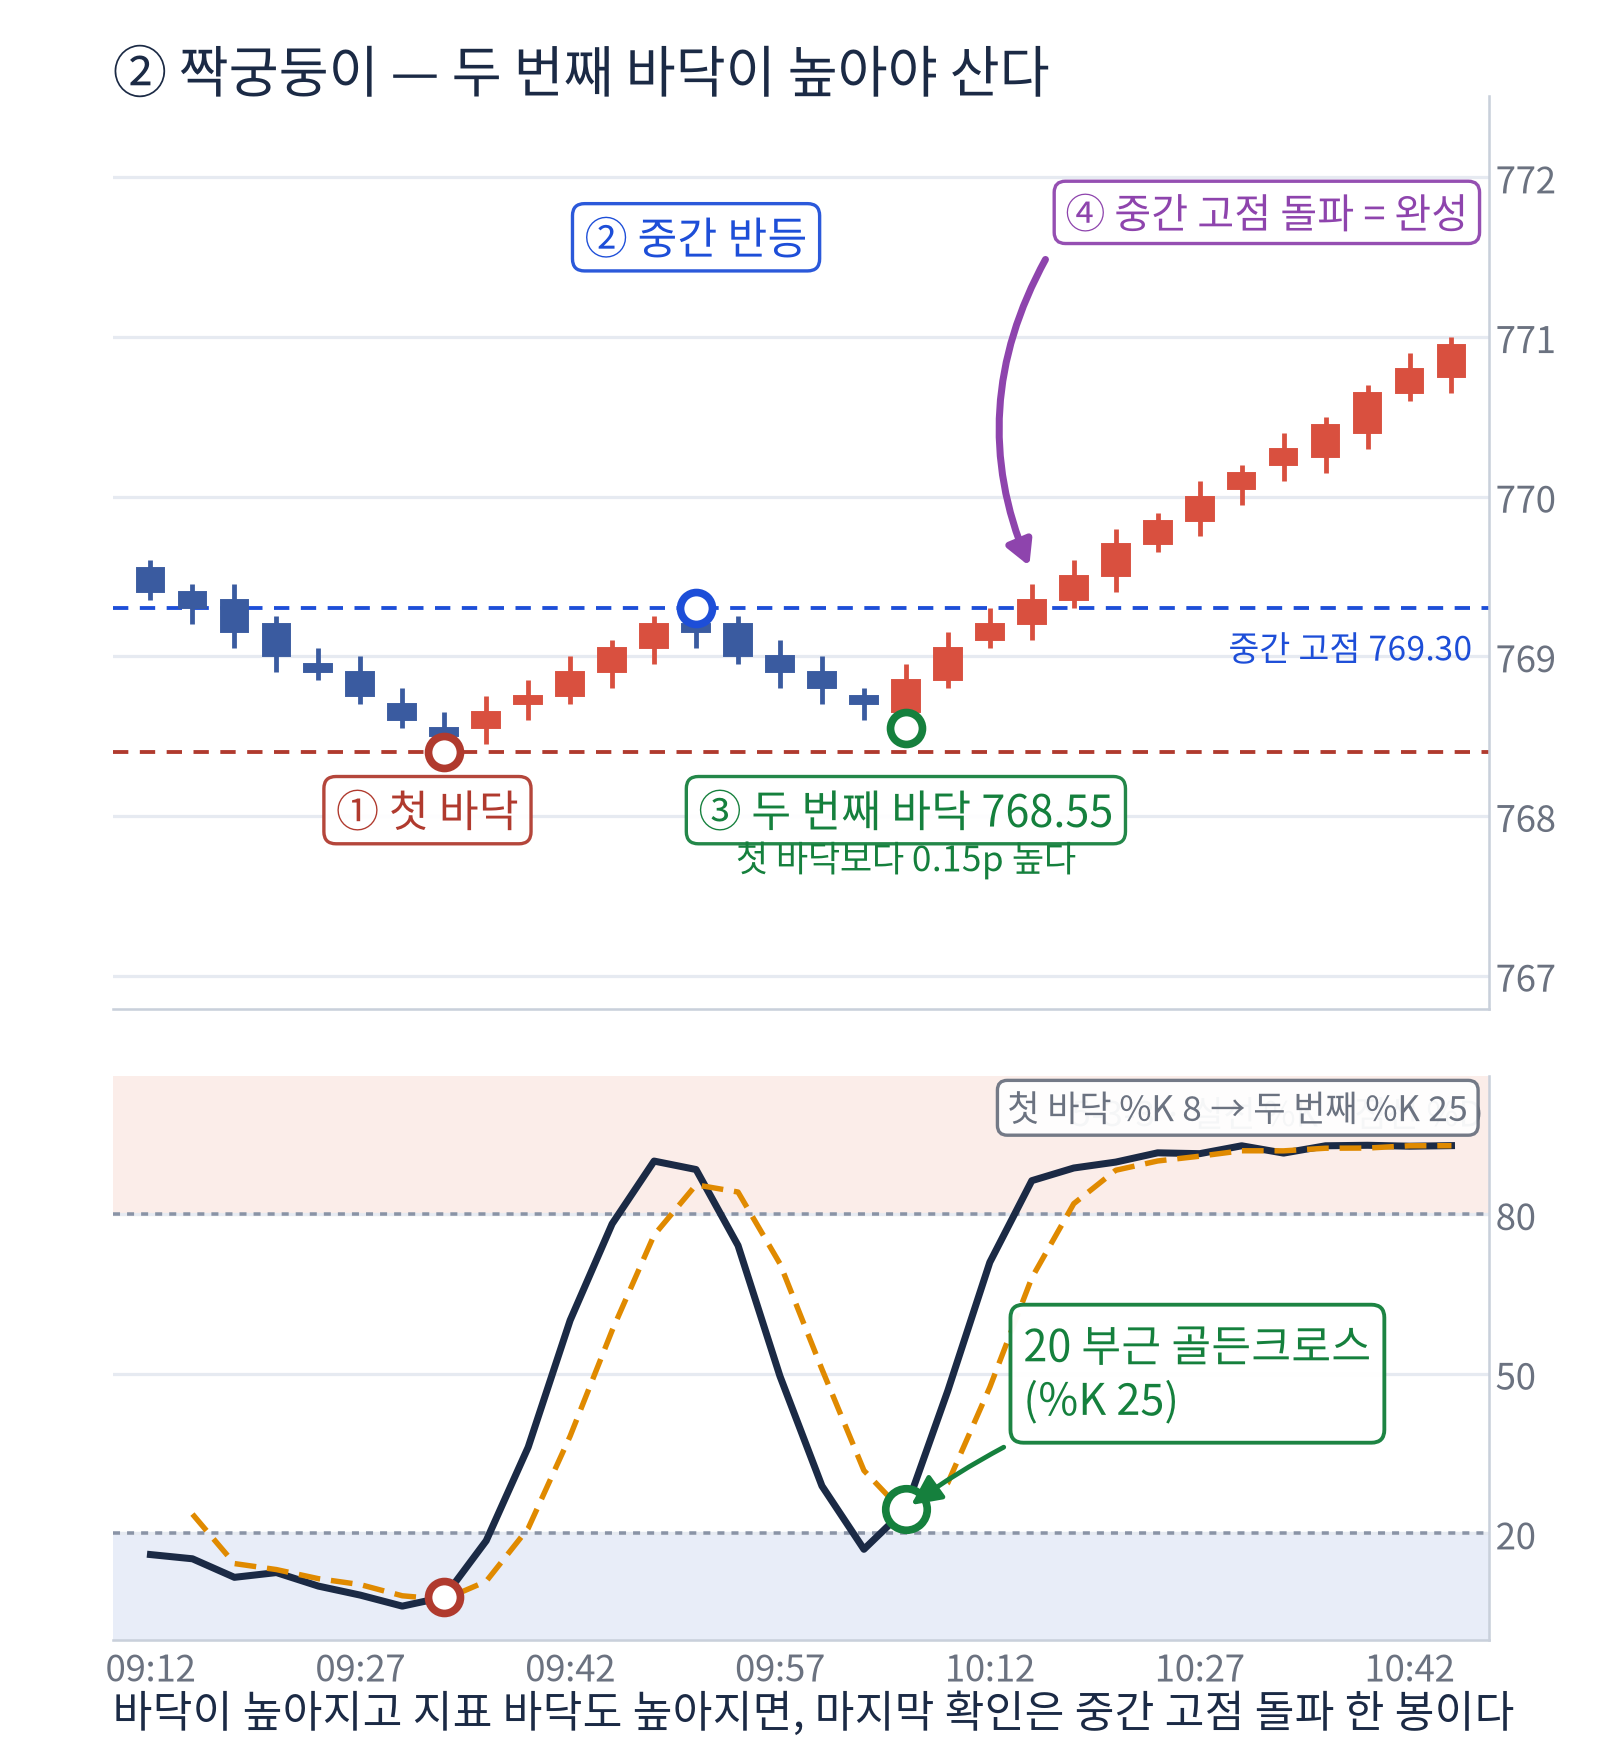 ② 짝궁둥이 — 두 번째 바닥이 높아야 산다
772
④ 중간 고점 돌파 = 완성
② 중간 반등
771
770
중간 고점 769.30
769
① 첫 바닥
③ 두 번째 바닥 768.55
768
첫 바닥보다 0.15p 높다
767
첫 바닥 %K 8 → 두 번째 %K 25
80
20 부근 골든크로스
(%K 25)
50
20
09:12 09:27 09:42 09:57 10:12 10:27 10:42
바닥이 높아지고 지표 바닥도 높아지면, 마지막 확인은 중간 고점 돌파 한 봉이다